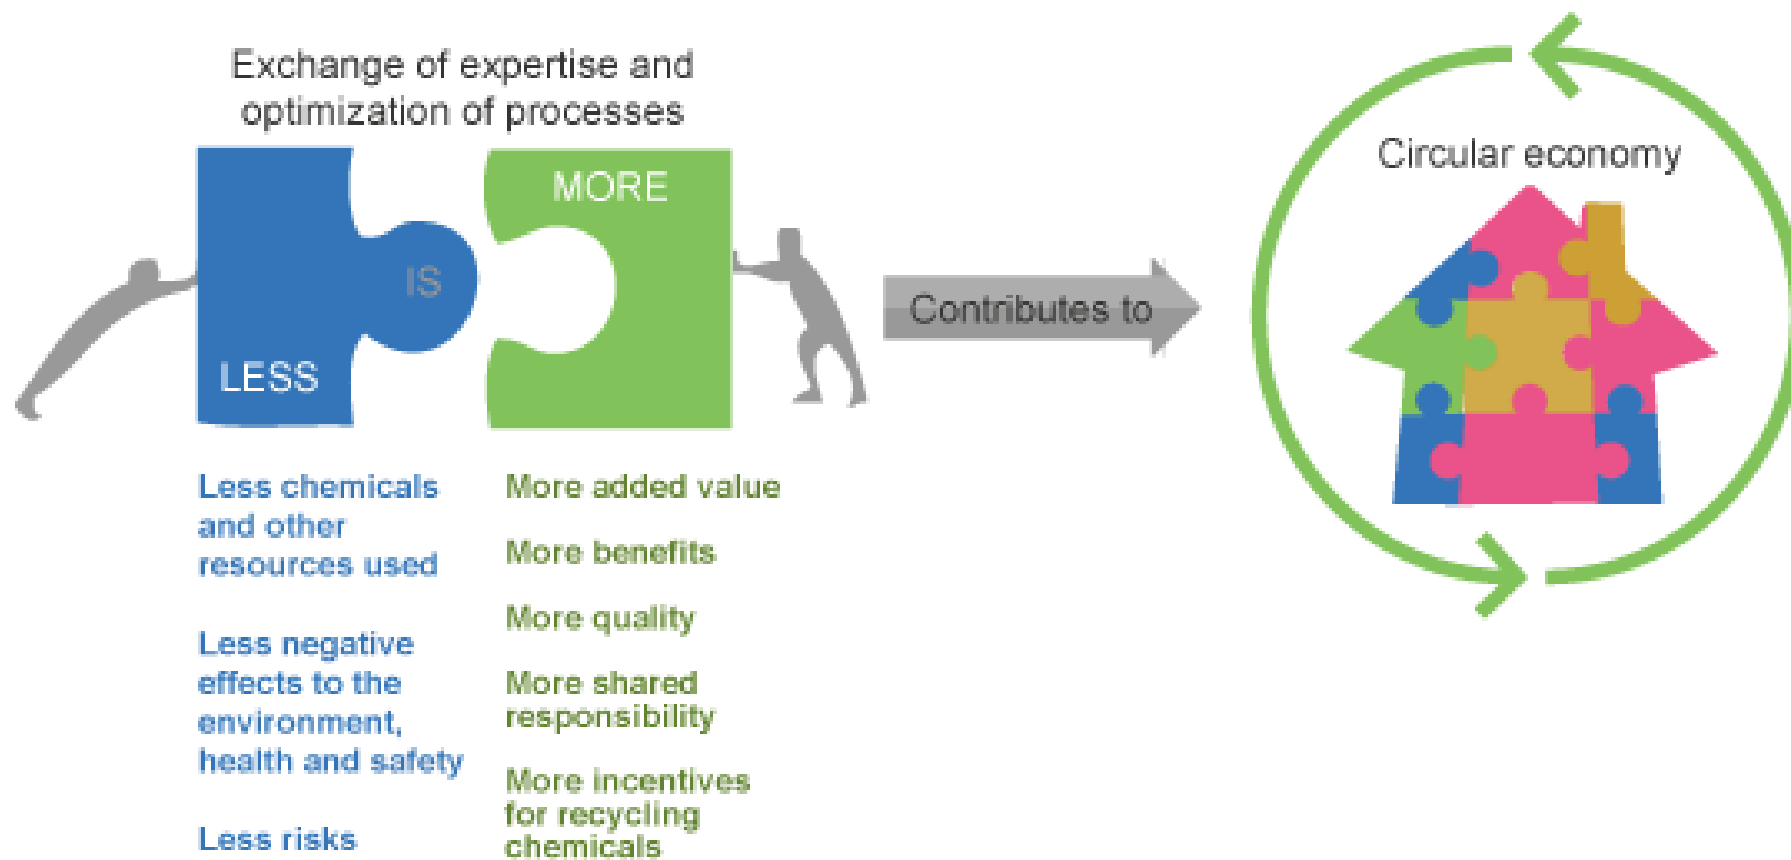 Exchange of expertise and
optimization of processes
LESS
IS
MORE
Less chemicals
and other
resources used
Less negative
effects to the
environment,
health and safety
Less risks
More added value
More benefits
More quality
More shared
responsibility
More incentives
for recycling
chemicals
Contributes to
Circular economy